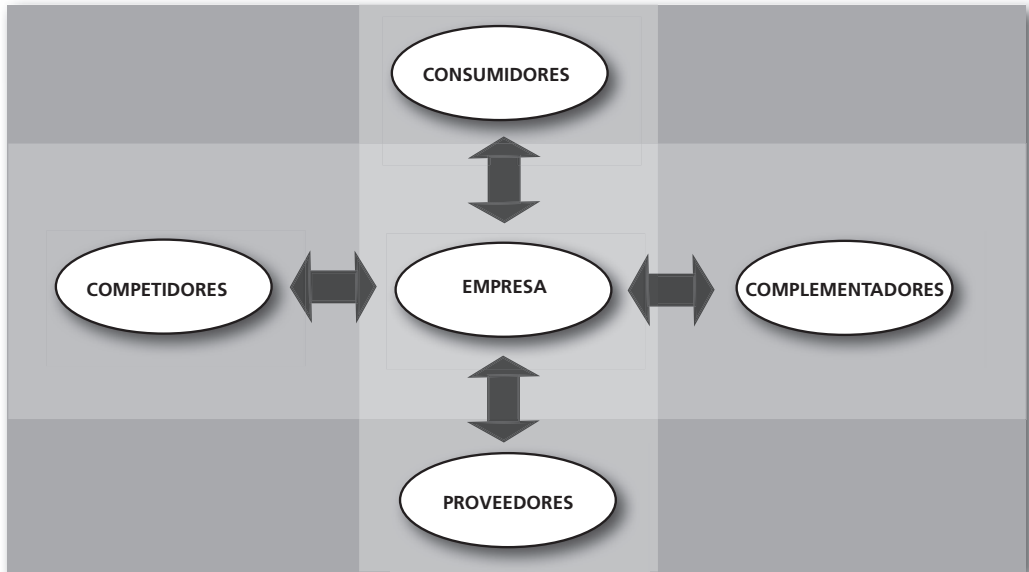 CONSUMIDORES
COMPETIDORES
EMPRESA
COMPLEMENTADORES
PROVEEDORES